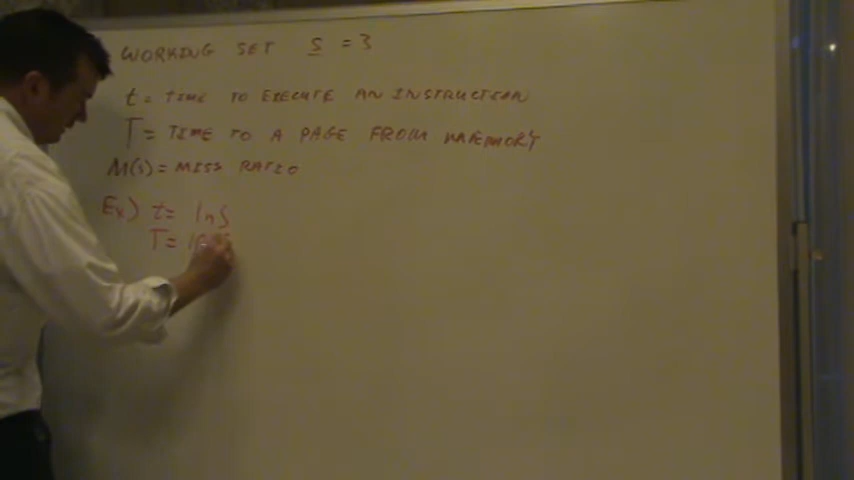 WORKING SET S = 3
t = TIME TO EXECUTE AN INSTRUCTION
T = TIME TO A PAGE FROM MEMORY
M(s) = MISS RATIO
Ex) t = 1nS
T =